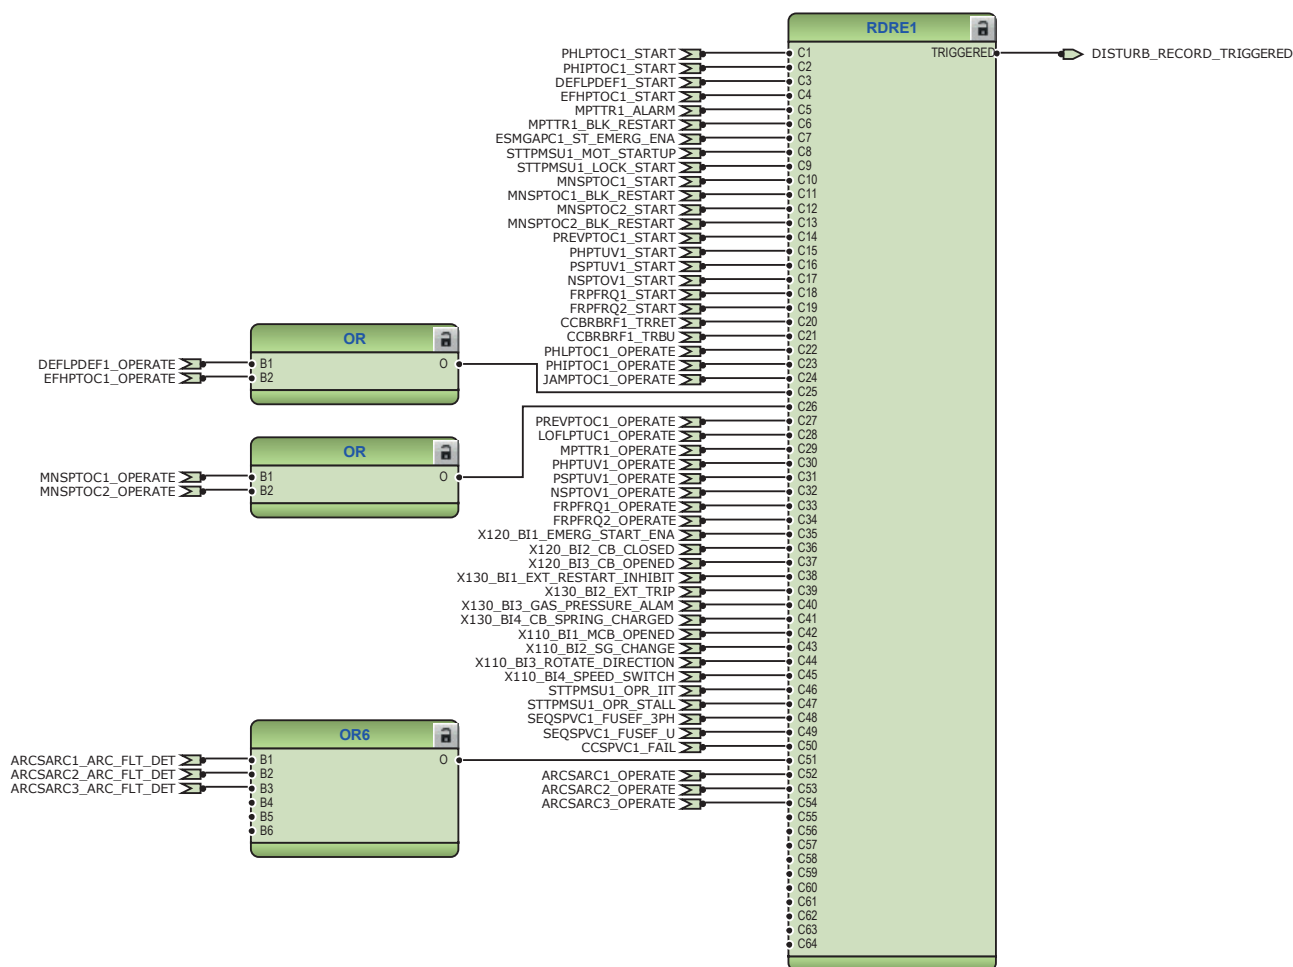 RDRE1
PHLPTOC1_START C1 TRIGGERED DISTURB_RECORD_TRIGGERED
PHIPTOC1_START C2
DEFLPDEF1_START C3
EFHPTOC1_START C4
MPTTR1_ALARM C5
MPTTR1_BLK_RESTART C6
ESMGAPC1_ST_EMERG_ENA C7
STTPMSU1_MOT_STARTUP C8
STTPMSU1_LOCK_START C9
MNSPTOC1_START C10
MNSPTOC1_BLK_RESTART C11
MNSPTOC2_START C12
MNSPTOC2_BLK_RESTART C13
PREVPTOC1_START C14
PHPTUV1_START C15
PSPTUV1_START C16
NSPTOV1_START C17
FRPFRQ1_START C18
FRPFRQ2_START C19
CCBRBRF1_TRRET C20
CCBRBRF1_TRBU C21
PHLPTOC1_OPERATE C22
PHIPTOC1_OPERATE C23
JAMPTOC1_OPERATE C24
OR
DEFLPDEF1_OPERATE B1 O C25
EFHPTOC1_OPERATE B2
C26
PREVPTOC1_OPERATE C27
LOFLPTUC1_OPERATE C28
MPTTR1_OPERATE C29
PHPTUV1_OPERATE C30
PSPTUV1_OPERATE C31
NSPTOV1_OPERATE C32
FRPFRQ1_OPERATE C33
FRPFRQ2_OPERATE C34
OR
MNSPTOC1_OPERATE B1 O
MNSPTOC2_OPERATE B2
X120_BI1_EMERG_START_ENA C35
X120_BI2_CB_CLOSED C36
X120_BI3_CB_OPENED C37
X130_BI1_EXT_RESTART_INHIBIT C38
X130_BI2_EXT_TRIP C39
X130_BI3_GAS_PRESSURE_ALAM C40
X130_BI4_CB_SPRING_CHARGED C41
X110_BI1_MCB_OPENED C42
X110_BI2_SG_CHANGE C43
X110_BI3_ROTATE_DIRECTION C44
X110_BI4_SPEED_SWITCH C45
STTPMSU1_OPR_IIT C46
STTPMSU1_OPR_STALL C47
SEQSPVC1_FUSEF_3PH C48
SEQSPVC1_FUSEF_U C49
CCSPVC1_FAIL C50
OR6
ARCSARC1_ARC_FLT_DET B1 O C51
ARCSARC2_ARC_FLT_DET B2
ARCSARC3_ARC_FLT_DET B3
B4
B5
B6
ARCSARC1_OPERATE C52
ARCSARC2_OPERATE C53
ARCSARC3_OPERATE C54
C55
C56
C57
C58
C59
C60
C61
C62
C63
C64